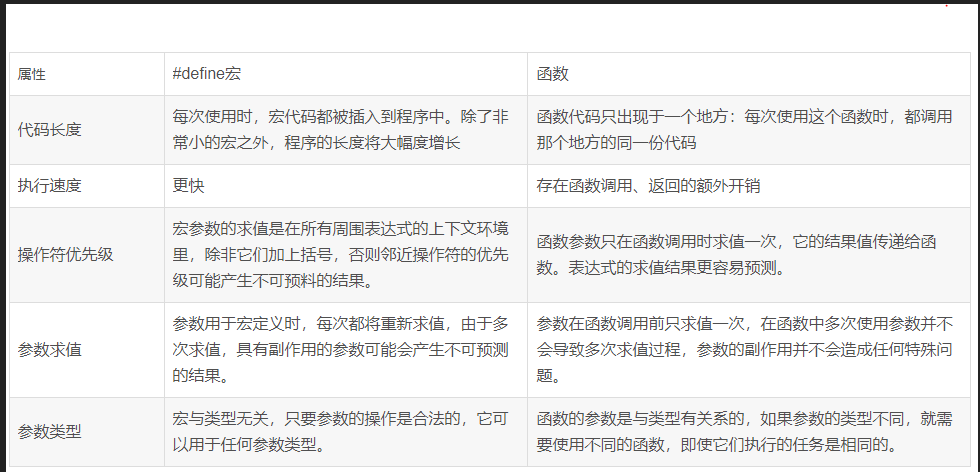 属性
#define宏
函数
代码长度
每次使用时，宏代码都被插入到程序中。除了非
常小的宏之外，程序的长度将大幅度增长
函数代码只出现于一个地方：每次使用这个函数时，都调用
那个地方的同一份代码
执行速度
更快
存在函数调用、返回的额外开销
操作符优先级
宏参数的求值是在所有周围表达式的上下文环境
里，除非它们加上括号，否则邻近操作符的优先
级可能产生不可预料的结果。
函数参数只在函数调用时求值一次，它的结果值传递给函
数。表达式的求值结果更容易预测。
参数求值
参数用于宏定义时，每次都将重新求值，由于多
次求值，具有副作用的参数可能会产生不可预测
的结果。
参数在函数调用前只求值一次，在函数中多次使用参数并不
会导致多次求值过程，参数的副作用并不会造成任何特殊问
题。
参数类型
宏与类型无关，只要参数的操作是合法的，它可
以用于任何参数类型。
函数的参数是与类型有关系的，如果参数的类型不同，就需
要使用不同的函数，即使它们执行的任务是相同的。